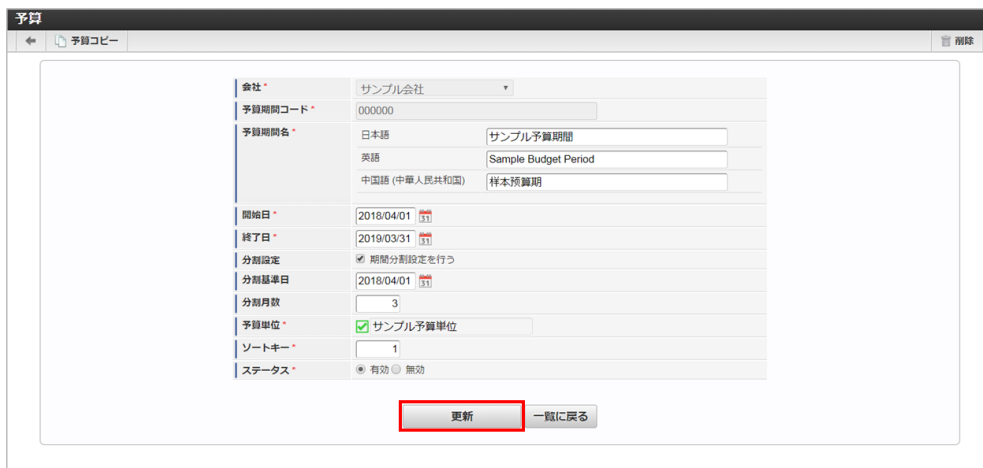 予算
予算コピー 削除
会社* サンプル会社
予算期間コード* 000000
予算期間名* 日本語 サンプル予算期間
英語 Sample Budget Period
中国語 (中華人民共和国) 样本预算期
開始日* 2018/04/01 31
終了日* 2019/03/31 31
分割設定 期間分割設定を行う
分割基準日 2018/04/01 31
分割月数 3
予算単位* サンプル予算単位
ソートキー* 1
ステータス* 有効 無効
更新 一覧に戻る